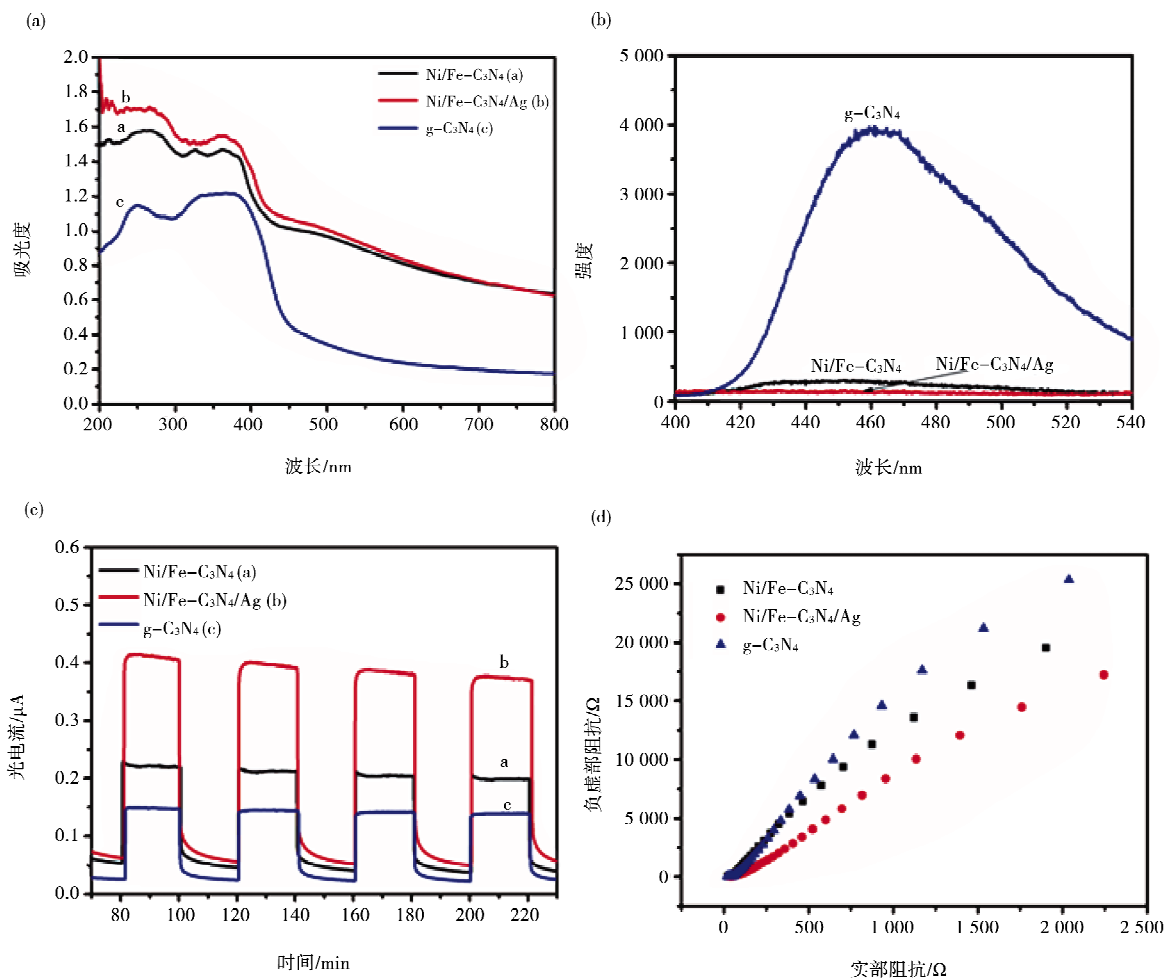 (a)
2.0
1.8
1.6
1.4
1.2
1.0
0.8
0.6
0.4
0.2
0.0
吸光度
Ni/Fe-C₃N₄ (a)
Ni/Fe-C₃N₄/Ag (b)
g-C₃N₄ (c)
b
a
c
200 300 400 500 600 700 800
波长/nm
(b)
5 000
4 000
3 000
2 000
1 000
0
强度
g-C₃N₄
Ni/Fe-C₃N₄
Ni/Fe-C₃N₄/Ag
400 420 440 460 480 500 520 540
波长/nm
(c)
0.6
0.5
0.4
0.3
0.2
0.1
0.0
光电流/μA
Ni/Fe-C₃N₄ (a)
Ni/Fe-C₃N₄/Ag (b)
g-C₃N₄ (c)
b
a
c
80 100 120 140 160 180 200 220
时间/min
(d)
25 000
20 000
15 000
10 000
5 000
0
负虚部阻抗/Ω
Ni/Fe-C₃N₄
Ni/Fe-C₃N₄/Ag
g-C₃N₄
0 500 1 000 1 500 2 000 2 500
实部阻抗/Ω